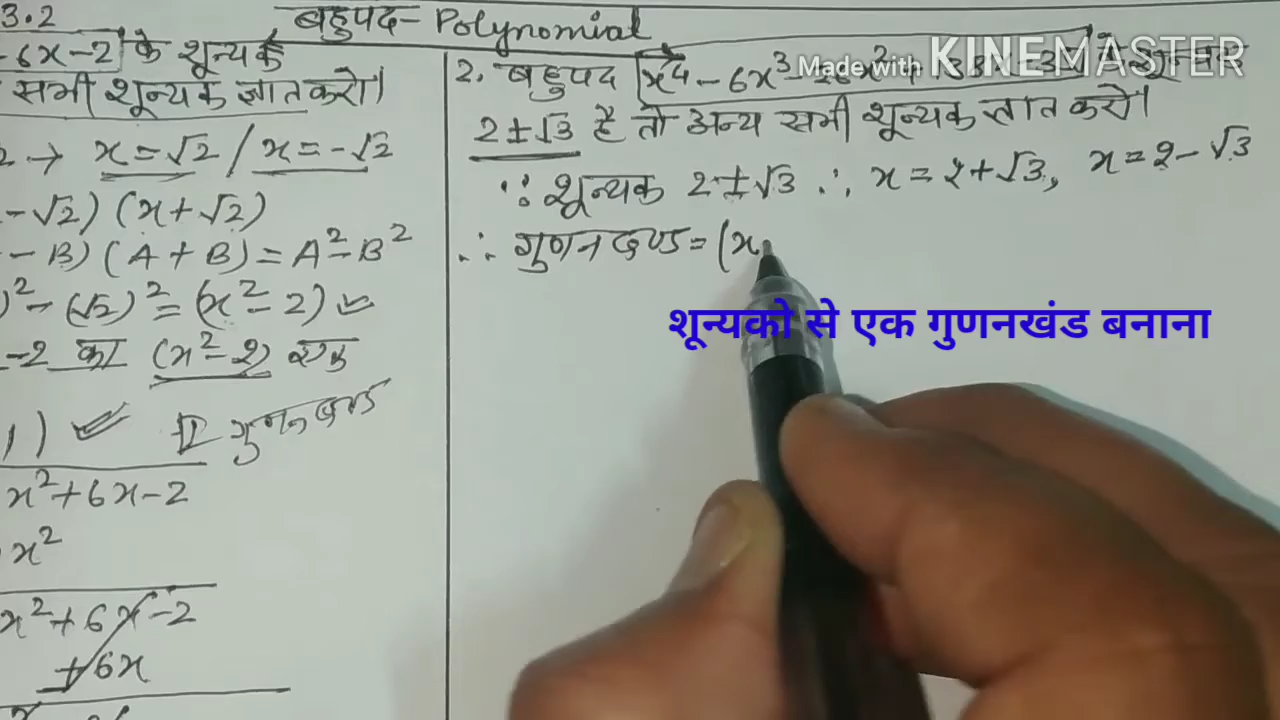 3.2
बहुपद- Polynomial
-6x-2 के शून्यक
सभी शून्यक ज्ञात करो।
2 → x=√2 / x=-√2
-√2) (x+√2)
-B) (A+B)=A²-B²
)²-(√2)²=(x²-2)
-2 का (x²-2) एक
1) II गुणनखण्ड
x²+6x-2
x²
x²+6x-2
+6x
2. बहुपद x⁴-6x³
2±√3 है तो अन्य सभी शून्यक ज्ञात करो।
∵ शून्यक 2±√3 ∴ x=2+√3, x=2-√3
∴ गुणनखण्ड=(x
शून्यको से एक गुणनखंड बनाना
Made with KINEMASTER